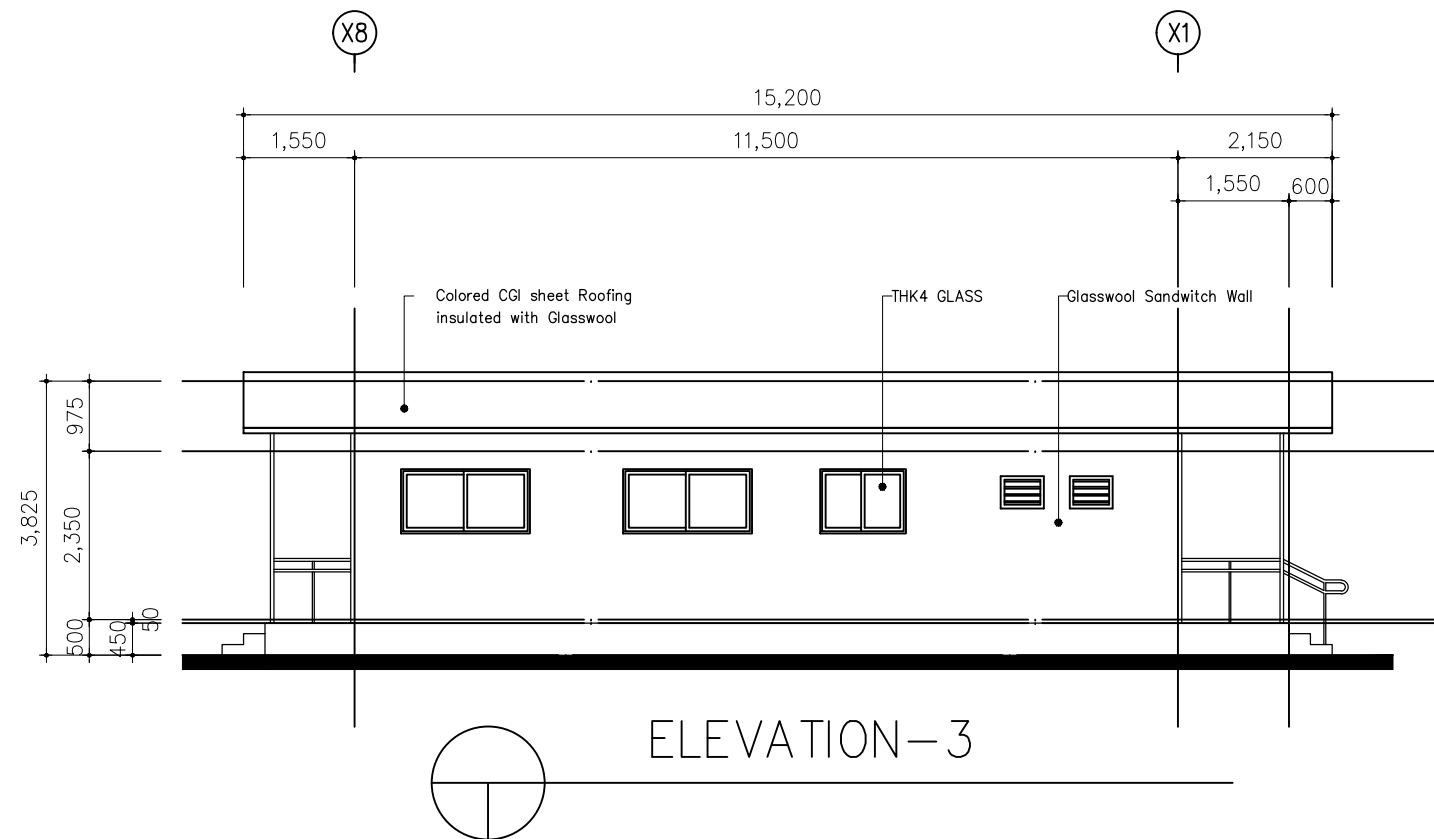 X8
X1
15,200
1,550
11,500
2,150
1,550
600
Colored CGI sheet Roofing
insulated with Glasswool
THK4 GLASS
Glasswool Sandwitch Wall
975
3,825
2,350
500
450
50
ELEVATION-3